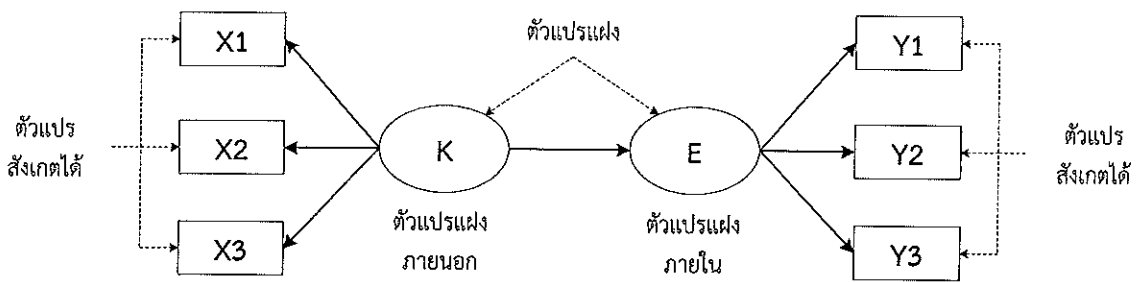 X1
ตัวแปรแฝง
Y1
ตัวแปร
สังเกตได้
X2
K
E
Y2
ตัวแปร
สังเกตได้
X3
ตัวแปรแฝง
ภายนอก
ตัวแปรแฝง
ภายใน
Y3